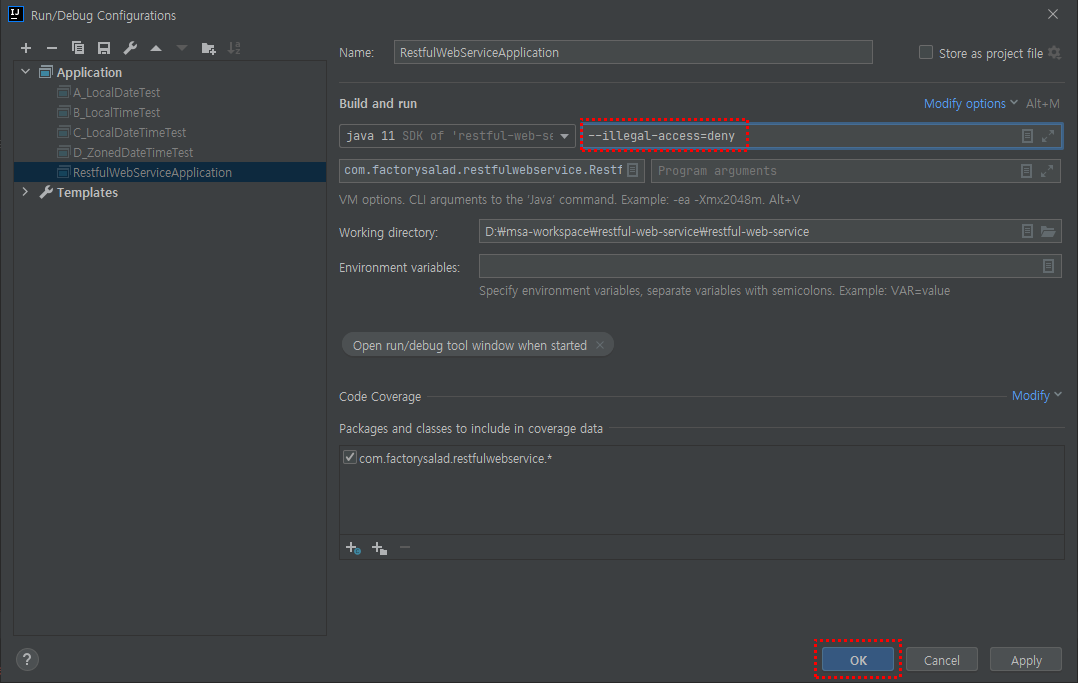 IJ Run/Debug Configurations
Name: RestfulWebServiceApplication Store as project file
Application
A_LocalDateTest
B_LocalTimeTest
C_LocalDateTimeTest
D_ZonedDateTimeTest
RestfulWebServiceApplication
Templates
Build and run Modify options Alt+M
java 11 SDK of 'restful-web-se --illegal-access=deny
com.factorysalad.restfulwebservice.Restf Program arguments
VM options. CLI arguments to the 'Java' command. Example: -ea -Xmx2048m. Alt+V
Working directory: D:₩msa-workspace₩restful-web-service₩restful-web-service
Environment variables:
Specify environment variables, separate variables with semicolons. Example: VAR=value
Open run/debug tool window when started
Code Coverage Modify
Packages and classes to include in coverage data
com.factorysalad.restfulwebservice.*
? OK Cancel Apply